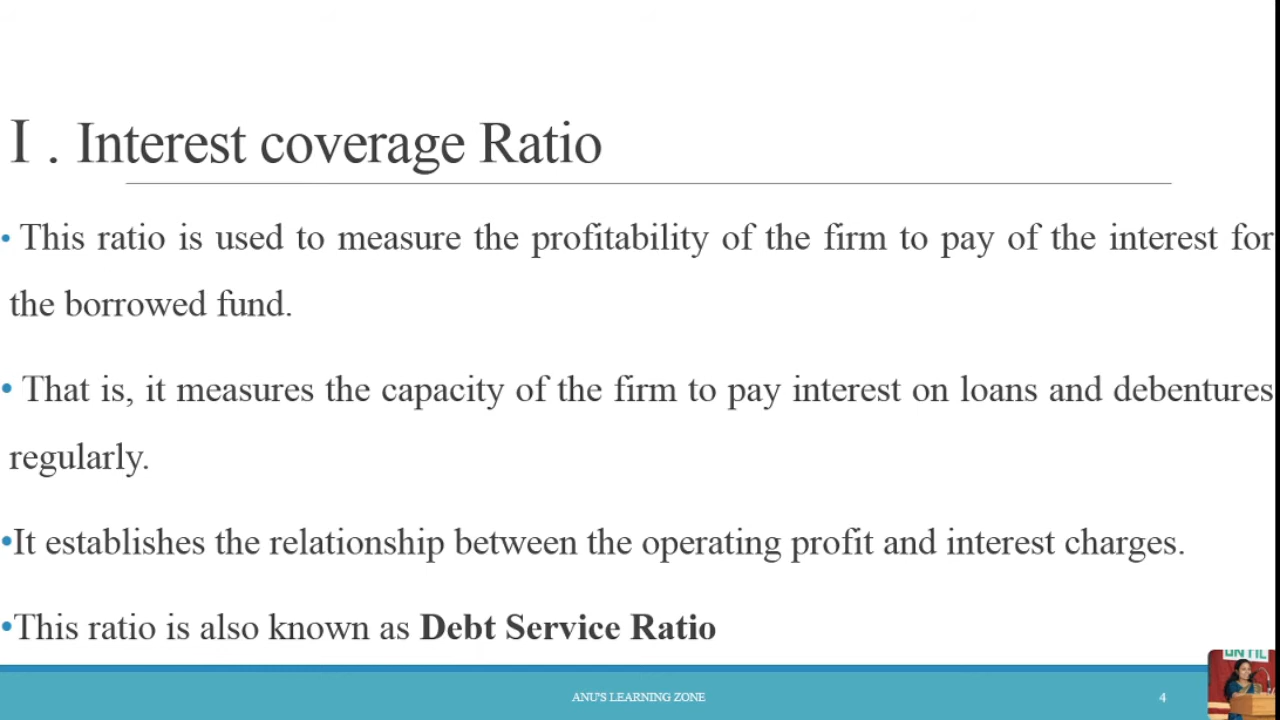 I . Interest coverage Ratio
• This ratio is used to measure the profitability of the firm to pay of the interest for
the borrowed fund.
• That is, it measures the capacity of the firm to pay interest on loans and debentures
regularly.
•It establishes the relationship between the operating profit and interest charges.
•This ratio is also known as Debt Service Ratio
ANU'S LEARNING ZONE
4